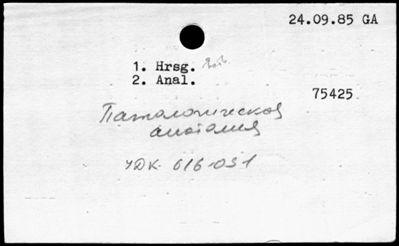 24.09.85 GA
1. Hrsg.
2. Anal.
75425
Патологическая
анатомия
УДК 616-091